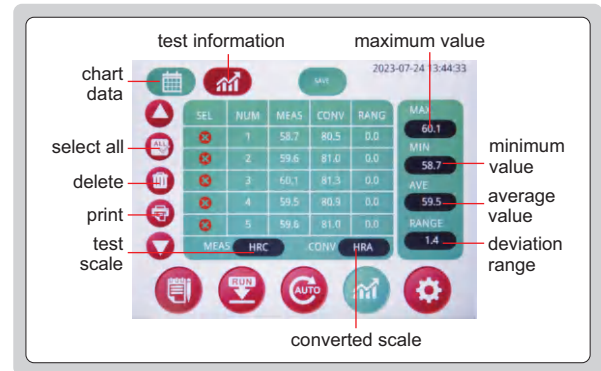 test information
maximum value
chart
data
SAVE
2023-07-24 13:44:33
SEL NUM MEAS CONV RANG
1 58.7 80.5 0.0
2 59.6 81.0 0.0
3 60.1 81.3 0.0
4 59.5 80.9 0.0
5 59.6 81.0 0.0
MEAS HRC CONV HRA
MAX
60.1
MIN
58.7
AVE
59.5
RANGE
1.4
select all
ALL
delete
print
test
scale
minimum
value
average
value
deviation
range
RUN
AUTO
converted scale